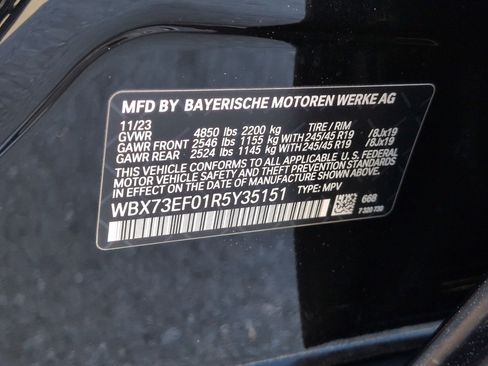 MFD BY BAYERISCHE MOTOREN WERKE AG
11/23
GVWR 4850 lbs 2200 kg TIRE / RIM
GAWR FRONT 2546 lbs 1155 kg WITH 245/45 R19 /8Jx19
GAWR REAR 2524 lbs 1145 kg WITH 245/45 R19 /8Jx19
THIS VEHICLE CONFORMS TO ALL APPLICABLE U.S. FEDERAL
MOTOR VEHICLE SAFETY AND THEFT PREVENTION STANDARDS
IN EFFECT ON THE DATE OF MANUFACTURE SHOWN ABOVE.
WBX73EF01R5Y35151 TYPE: MPV
668
7 320 730